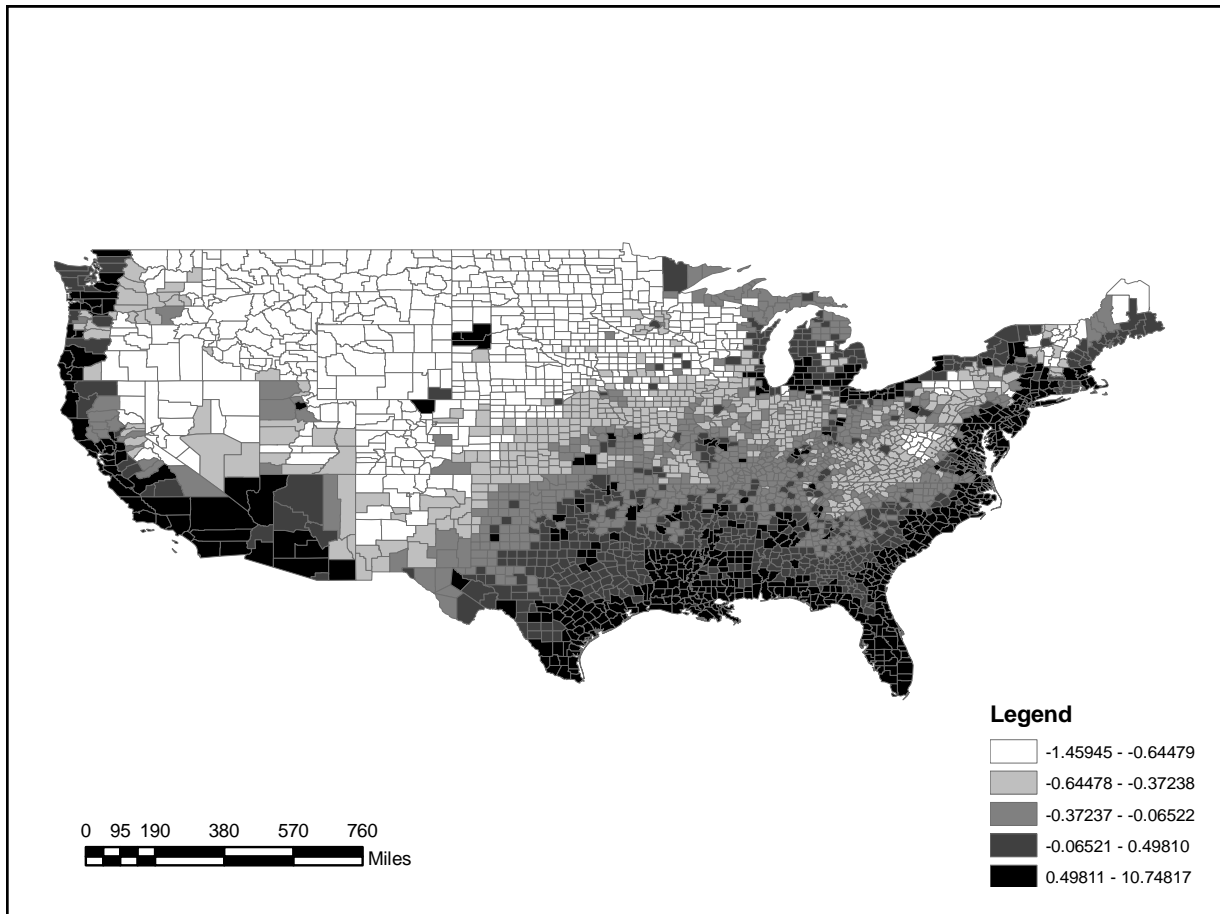 Legend
-1.45945 - -0.64479
-0.64478 - -0.37238
-0.37237 - -0.06522
-0.06521 - 0.49810
0.49811 - 10.74817
0 95 190 380 570 760
Miles